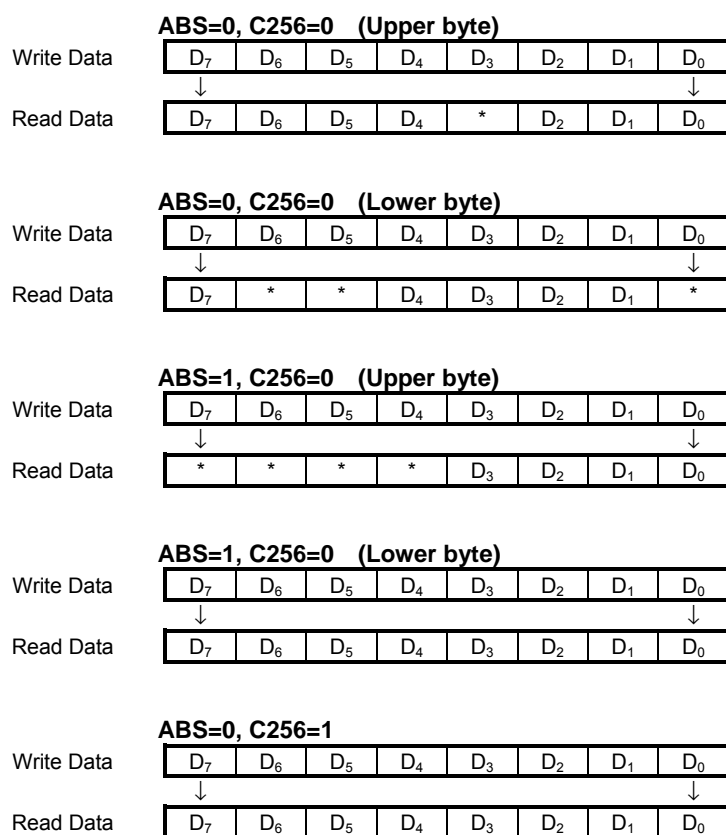 ABS=0, C256=0 (Upper byte)
Write Data D₇ D₆ D₅ D₄ D₃ D₂ D₁ D₀
↓ ↓
Read Data D₇ D₆ D₅ D₄ * D₂ D₁ D₀
ABS=0, C256=0 (Lower byte)
Write Data D₇ D₆ D₅ D₄ D₃ D₂ D₁ D₀
↓ ↓
Read Data D₇ * * D₄ D₃ D₂ D₁ *
ABS=1, C256=0 (Upper byte)
Write Data D₇ D₆ D₅ D₄ D₃ D₂ D₁ D₀
↓ ↓
Read Data * * * * D₃ D₂ D₁ D₀
ABS=1, C256=0 (Lower byte)
Write Data D₇ D₆ D₅ D₄ D₃ D₂ D₁ D₀
↓ ↓
Read Data D₇ D₆ D₅ D₄ D₃ D₂ D₁ D₀
ABS=0, C256=1
Write Data D₇ D₆ D₅ D₄ D₃ D₂ D₁ D₀
↓ ↓
Read Data D₇ D₆ D₅ D₄ D₃ D₂ D₁ D₀